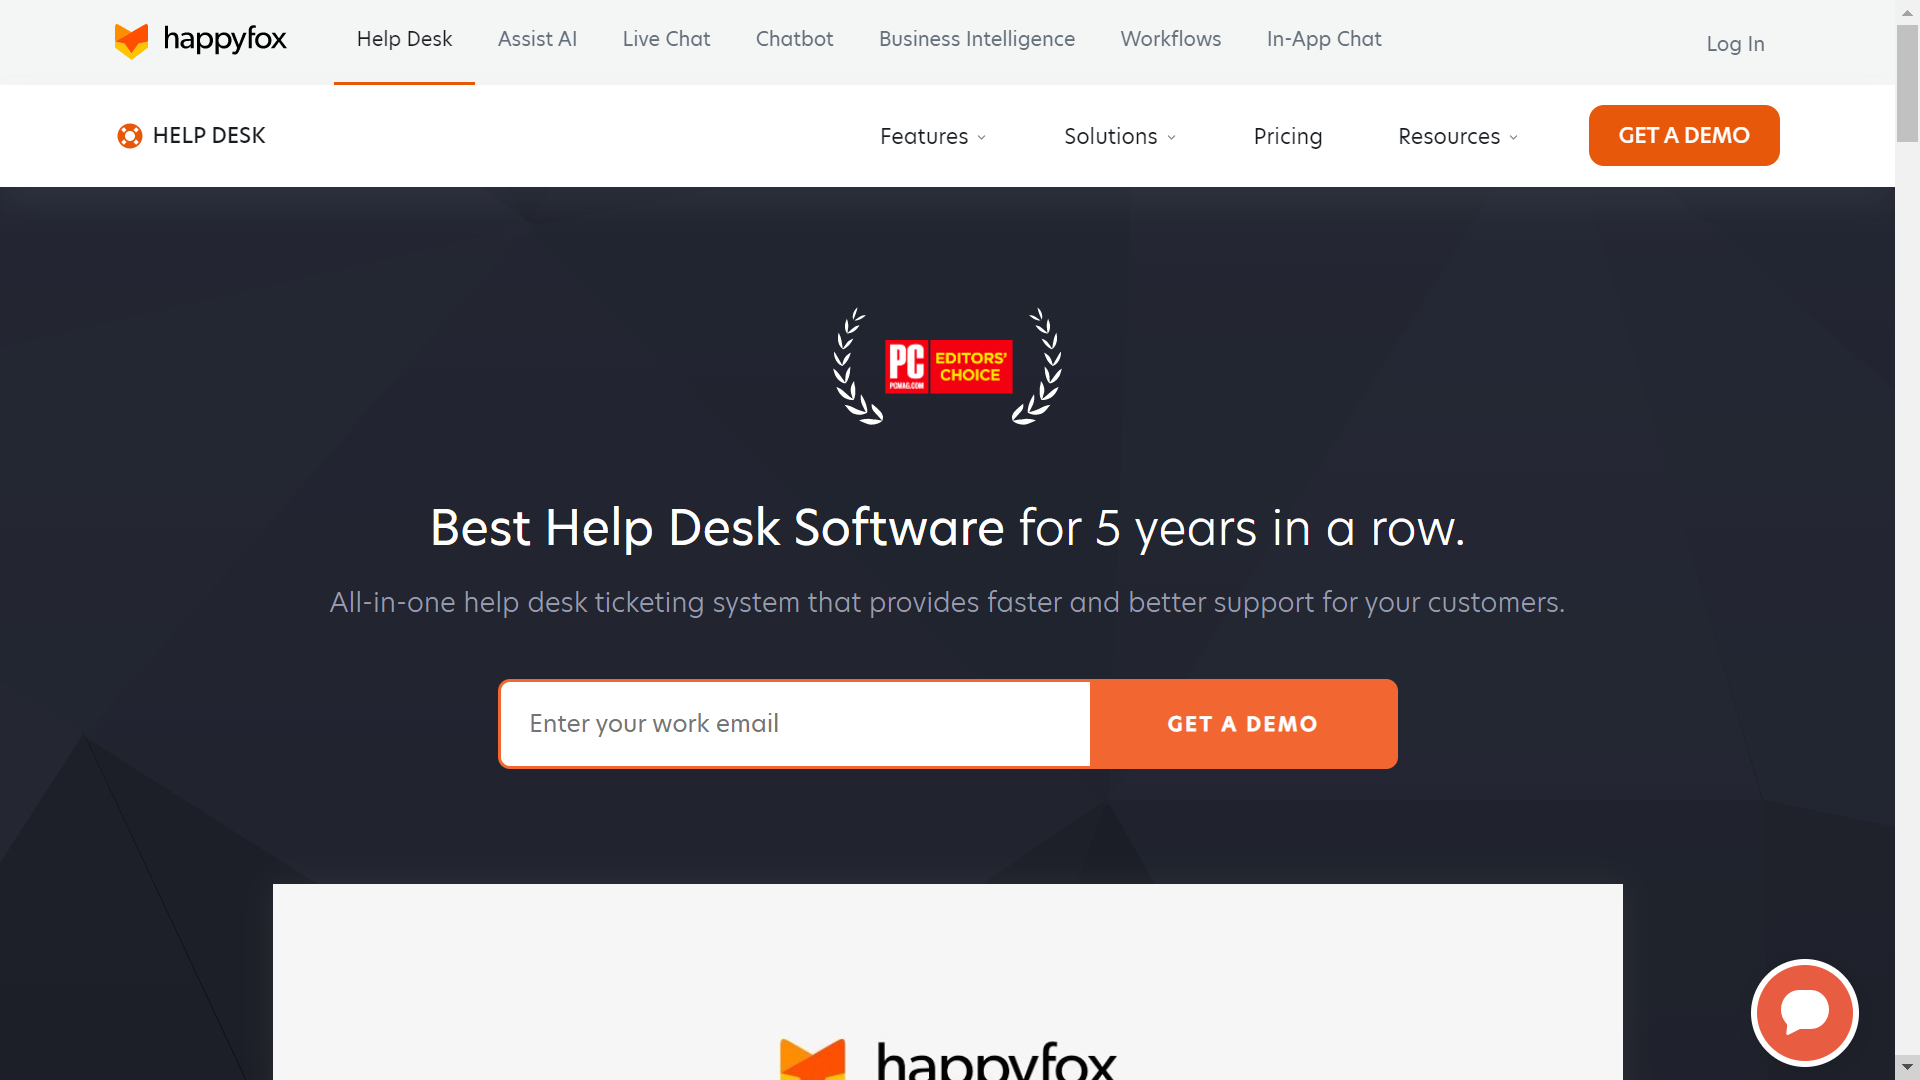 happyfox
Help Desk
Assist AI
Live Chat
Chatbot
Business Intelligence
Workflows
In-App Chat
Log In
HELP DESK
Features
Solutions
Pricing
Resources
GET A DEMO
PC
PCMAG.COM
EDITORS'
CHOICE
Best Help Desk Software for 5 years in a row.
All-in-one help desk ticketing system that provides faster and better support for your customers.
Enter your work email
GET A DEMO
happyfox